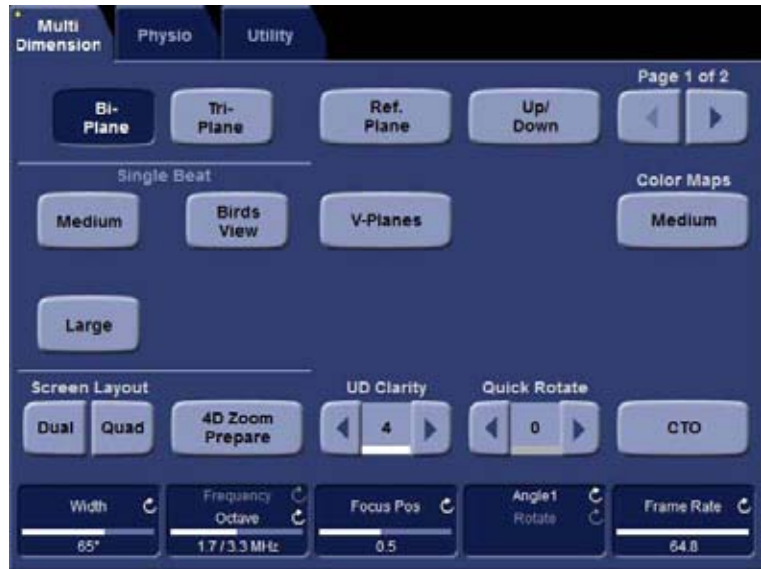 Multi
Dimension
Physio
Utility
Page 1 of 2
Bi-
Plane
Tri-
Plane
Ref.
Plane
Up/
Down
Single Beat
Color Maps
Medium
Birds
View
V-Planes
Medium
Large
Screen Layout
UD Clarity
Quick Rotate
Dual
Quad
4D Zoom
Prepare
4
0
CTO
Width
65°
Frequency
Octave
1.7 / 3.3 MHz
Focus Pos
0.5
Angle1
Rotate
Frame Rate
64.8